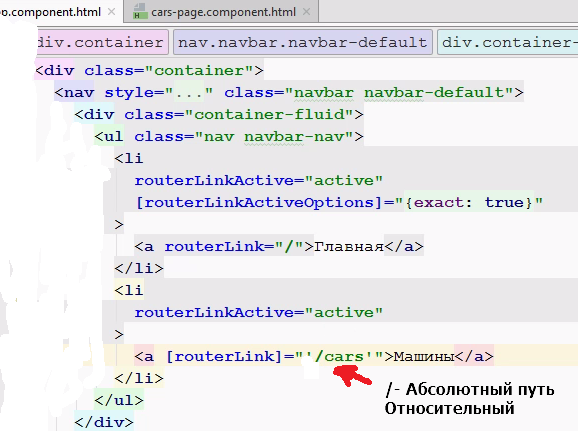 oo.component.html × cars-page.component.html ×
div.container nav.navbar.navbar-default div.container-
<div class="container">
<nav style="..." class="navbar navbar-default">
<div class="container-fluid">
<ul class="nav navbar-nav">
<li
routerLinkActive="active"
[routerLinkActiveOptions]="{exact: true}"
>
<a routerLink="/">Главная</a>
</li>
<li
routerLinkActive="active"
>
<a [routerLink]="'/cars'">Машины</a>
</li>
</ul>
</div>
/- Абсолютный путь
Относительный